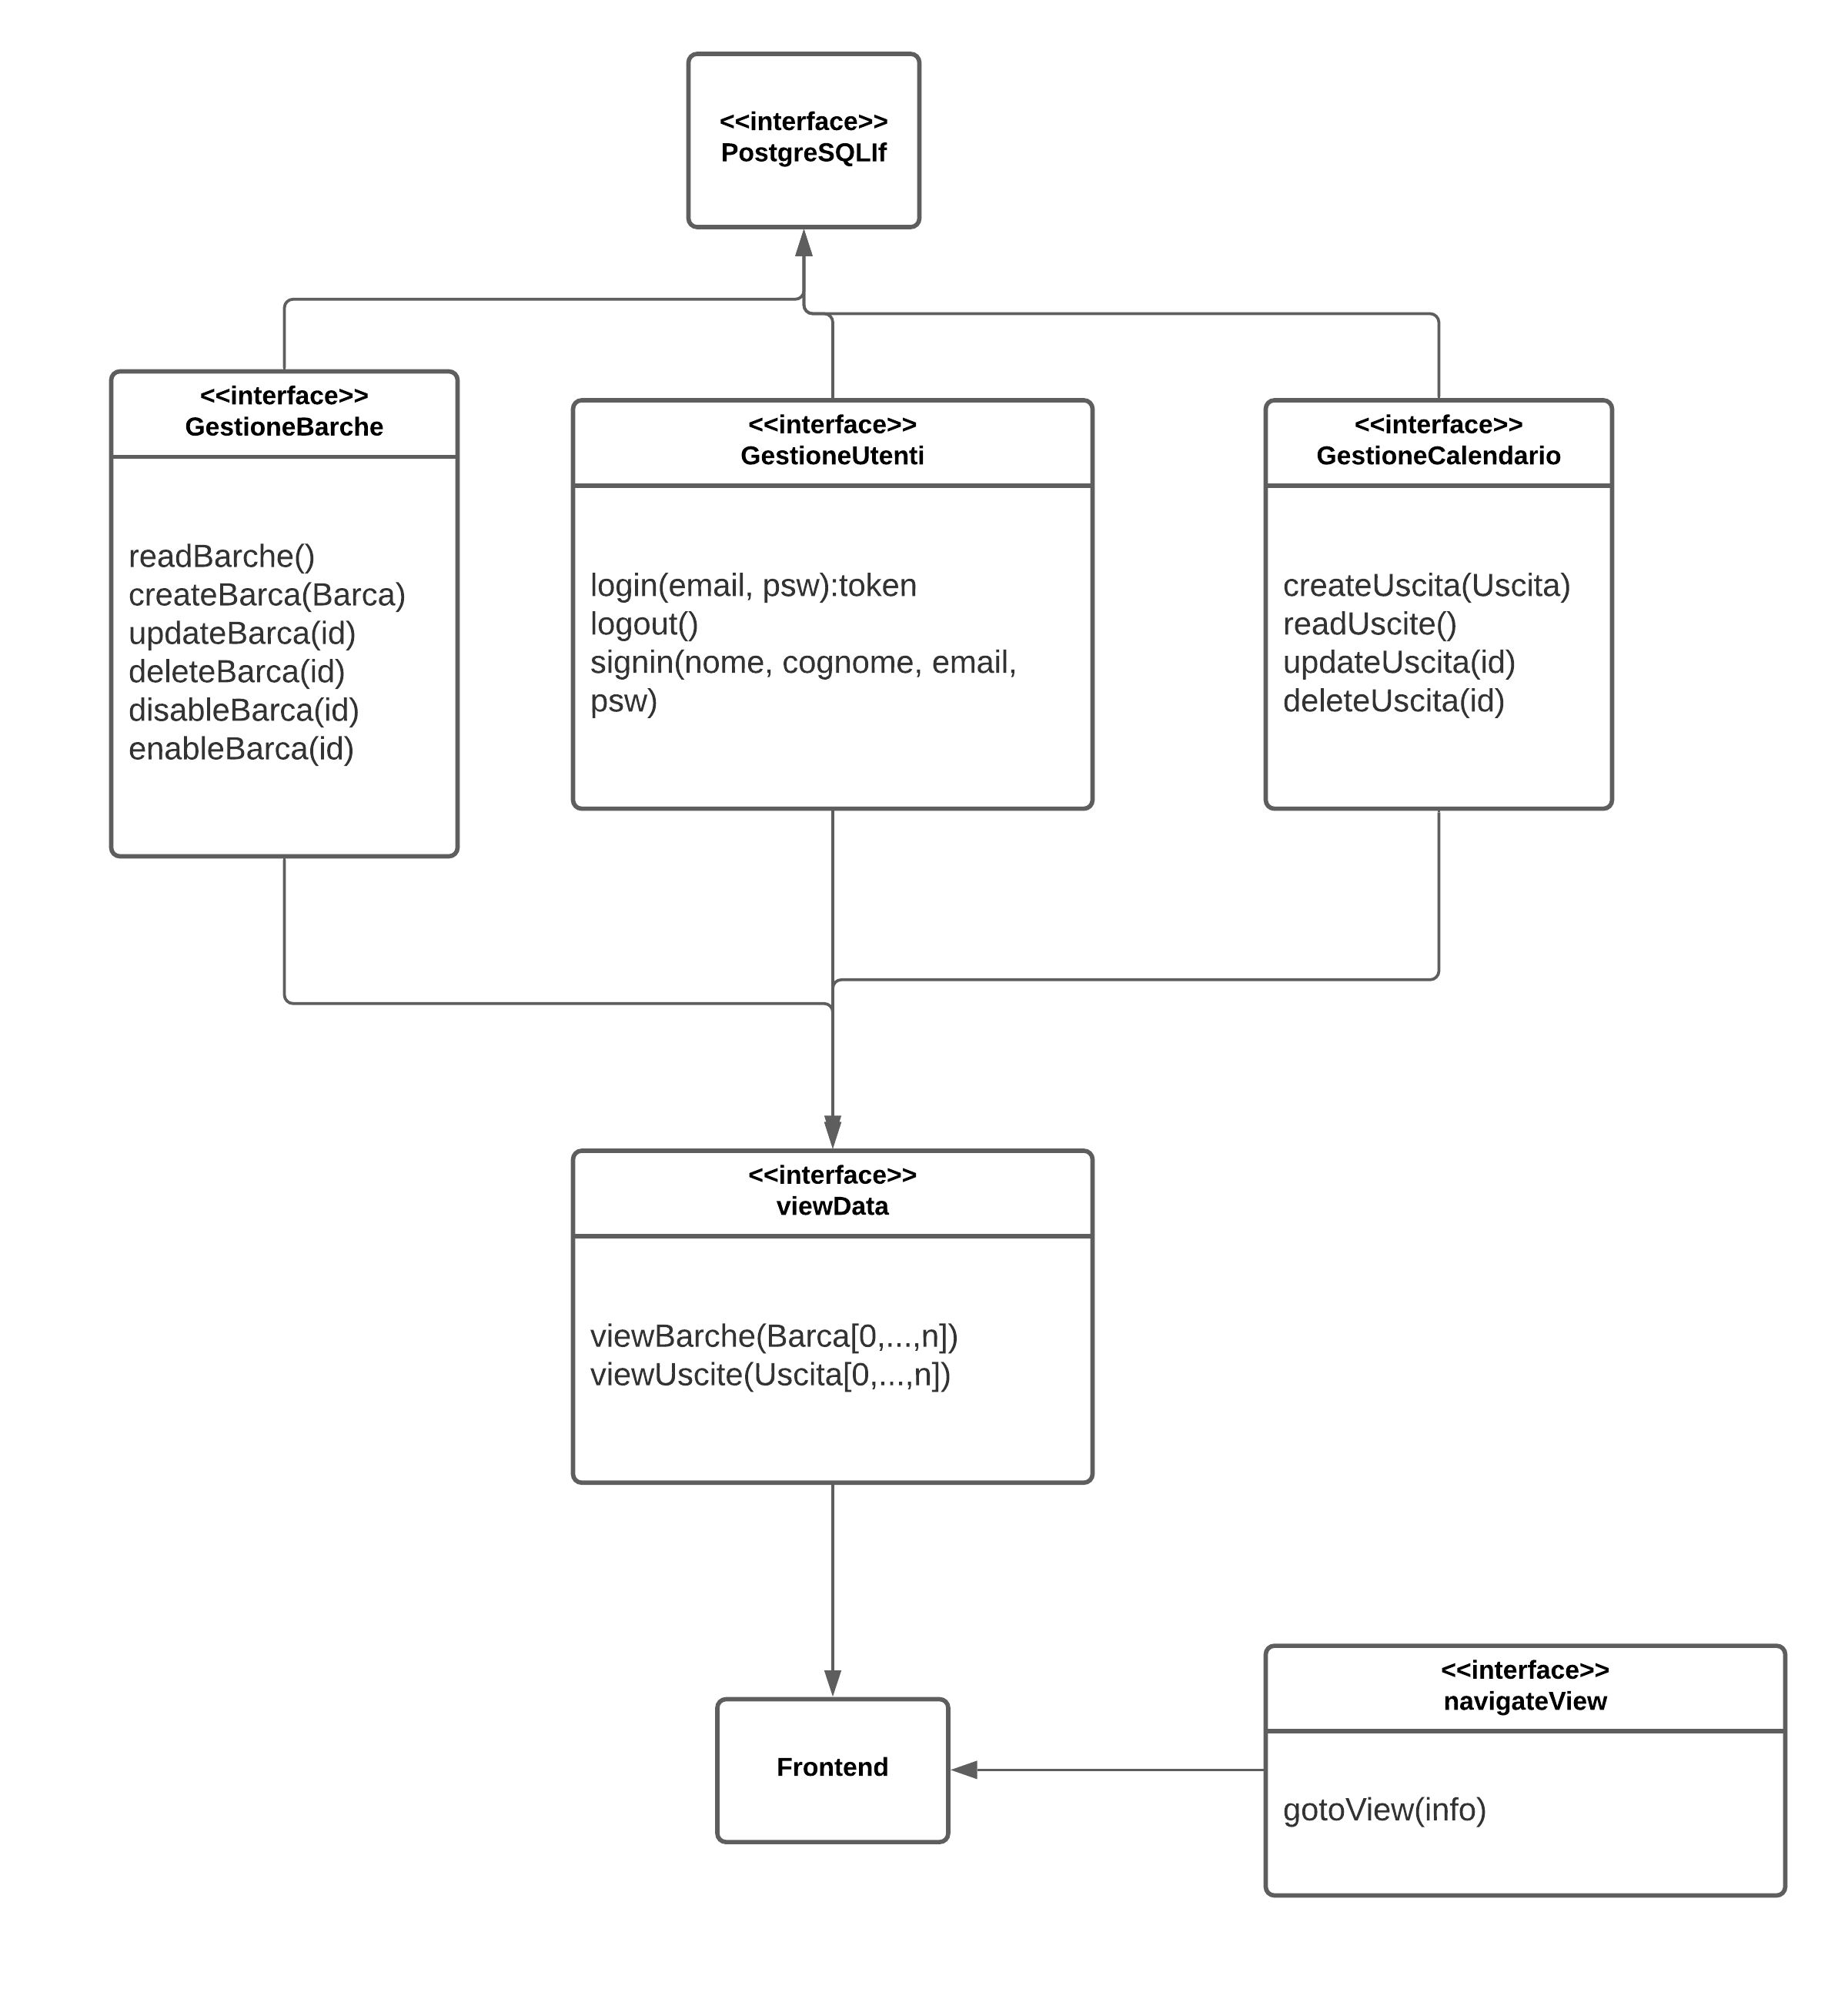 <<interface>>
PostgreSQLIf
<<interface>>
GestioneBarche
readBarche()
createBarca(Barca)
updateBarca(id)
deleteBarca(id)
disableBarca(id)
enableBarca(id)
<<interface>>
GestioneUtenti
login(email, psw):token
logout()
signin(nome, cognome, email,
psw)
<<interface>>
GestioneCalendario
createUscita(Uscita)
readUscite()
updateUscita(id)
deleteUscita(id)
<<interface>>
viewData
viewBarche(Barca[0,...,n])
viewUscite(Uscita[0,...,n])
Frontend
<<interface>>
navigateView
gotoView(info)